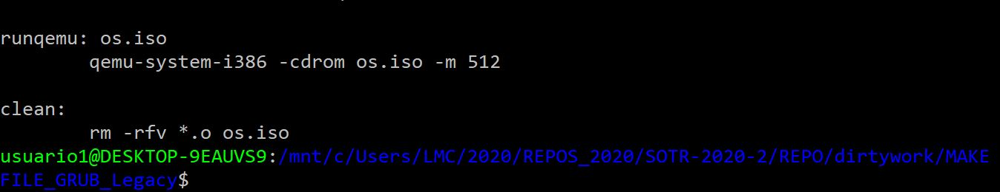 runqemu: os.iso
        qemu-system-i386 -cdrom os.iso -m 512
clean:
        rm -rfv *.o os.iso
usuario1@DESKTOP-9EAUVS9:/mnt/c/Users/LMC/2020/REPOS_2020/SOTR-2020-2/REPO/dirtywork/MAKE
FILE_GRUB_Legacy$